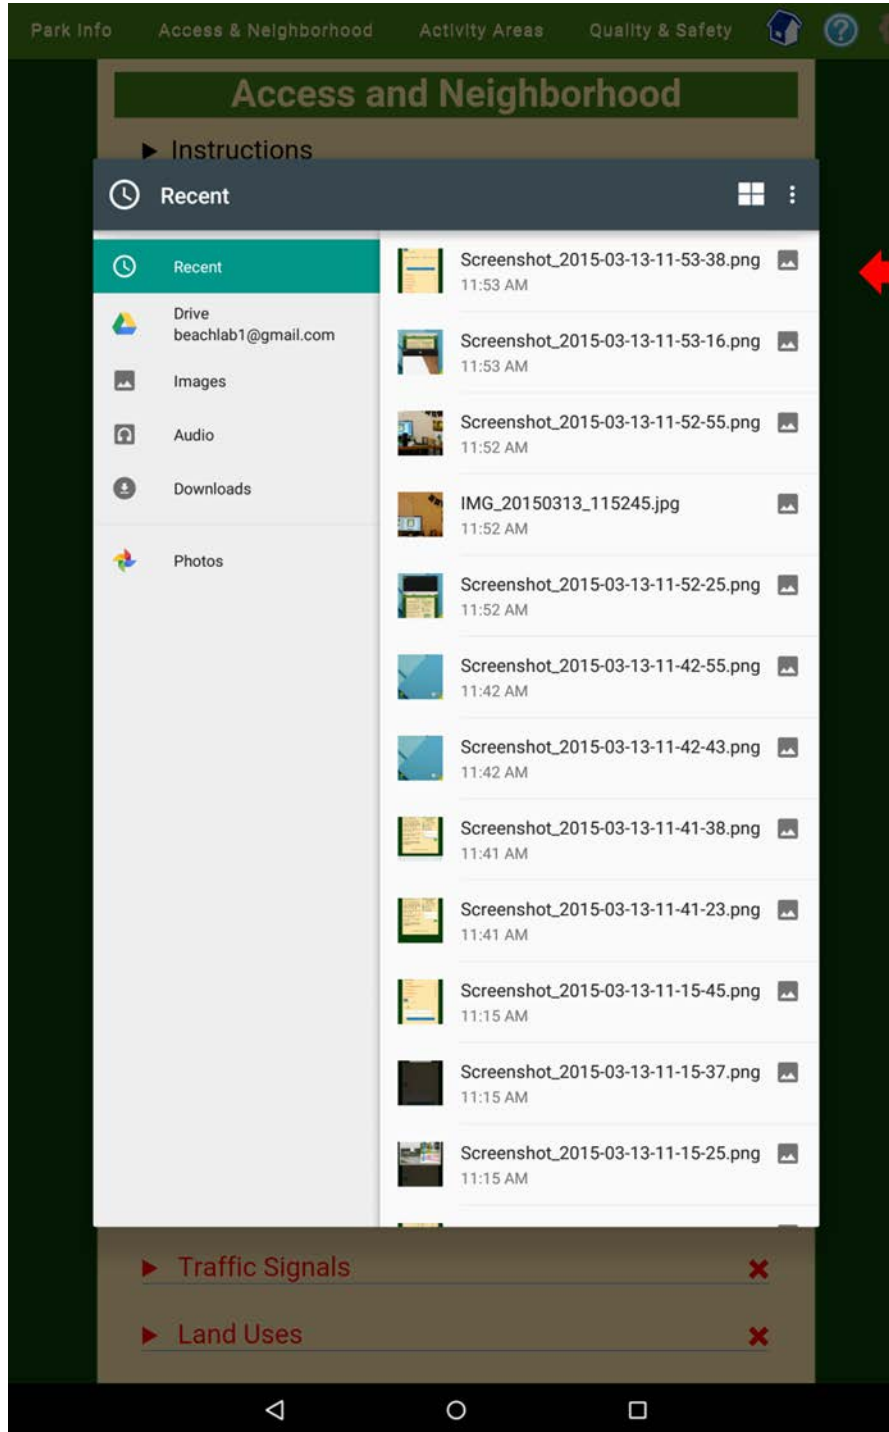 Park Info Access & Neighborhood Activity Areas Quality & Safety ?
Access and Neighborhood
Instructions
Recent
Recent
Drive
beachlab1@gmail.com
Images
Audio
Downloads
Photos
Screenshot_2015-03-13-11-53-38.png
11:53 AM
Screenshot_2015-03-13-11-53-16.png
11:53 AM
Screenshot_2015-03-13-11-52-55.png
11:52 AM
IMG_20150313_115245.jpg
11:52 AM
Screenshot_2015-03-13-11-52-25.png
11:52 AM
Screenshot_2015-03-13-11-42-55.png
11:42 AM
Screenshot_2015-03-13-11-42-43.png
11:42 AM
Screenshot_2015-03-13-11-41-38.png
11:41 AM
Screenshot_2015-03-13-11-41-23.png
11:41 AM
Screenshot_2015-03-13-11-15-45.png
11:15 AM
Screenshot_2015-03-13-11-15-37.png
11:15 AM
Screenshot_2015-03-13-11-15-25.png
11:15 AM
Traffic Signals
Land Uses